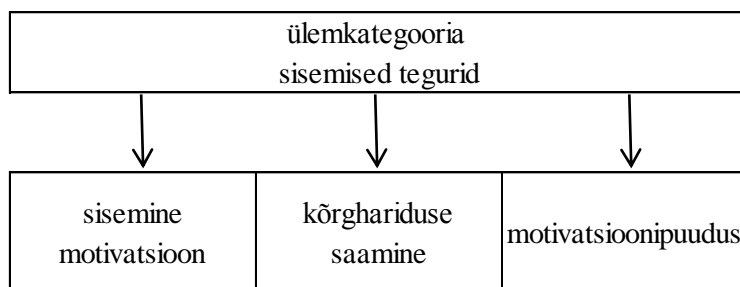 ülemkategooria
sisemised tegurid
sisemine
motivatsioon
kõrghariduse
saamine
motivatsioonipuudus